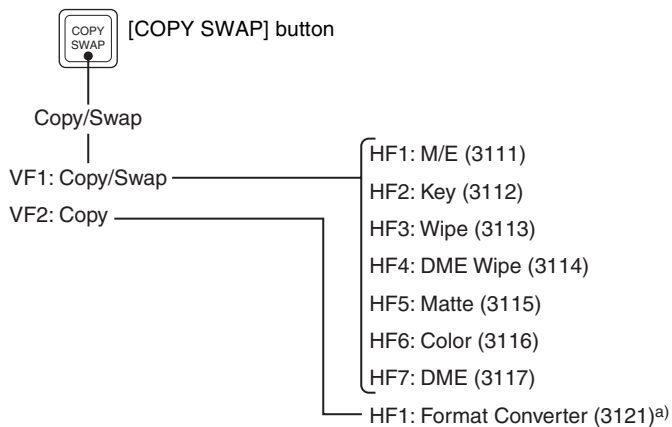 COPY
SWAP
[COPY SWAP] button
Copy/Swap
VF1: Copy/Swap
VF2: Copy
HF1: M/E (3111)
HF2: Key (3112)
HF3: Wipe (3113)
HF4: DME Wipe (3114)
HF5: Matte (3115)
HF6: Color (3116)
HF7: DME (3117)
HF1: Format Converter (3121)a)